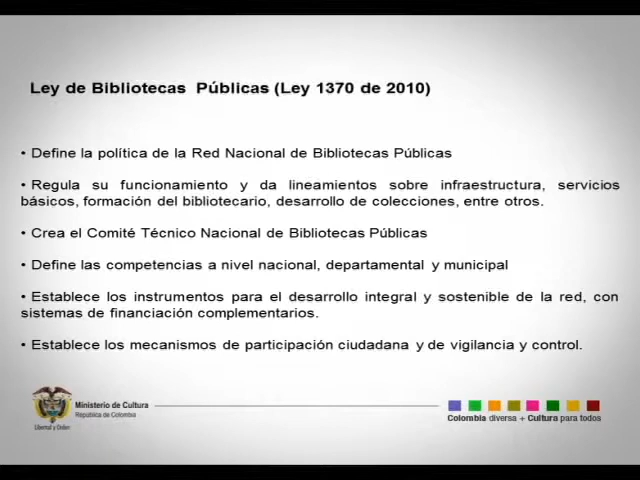 Ley de Bibliotecas Públicas (Ley 1370 de 2010)
• Define la política de la Red Nacional de Bibliotecas Públicas
• Regula su funcionamiento y da lineamientos sobre infraestructura, servicios
básicos, formación del bibliotecario, desarrollo de colecciones, entre otros.
• Crea el Comité Técnico Nacional de Bibliotecas Públicas
• Define las competencias a nivel nacional, departamental y municipal
• Establece los instrumentos para el desarrollo integral y sostenible de la red, con
sistemas de financiación complementarios.
• Establece los mecanismos de participación ciudadana y de vigilancia y control.
Ministerio de Cultura
República de Colombia
Libertad y Orden
Colombia diversa + Cultura para todos